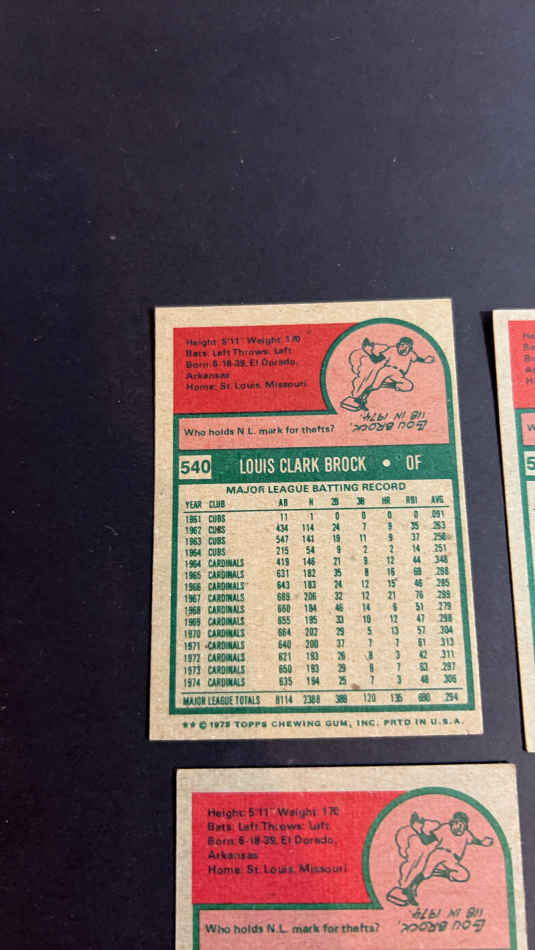 Height: 5'11" Weight: 170
Bats: Left Throws: Left
Born: 6-18-39, El Dorado,
Arkansas
Home: St. Louis, Missouri
LOU BROCK,
118 IN 1974.
Who holds N.L. mark for thefts?
540 LOUIS CLARK BROCK • OF
MAJOR LEAGUE BATTING RECORD
YEAR CLUB AB H 2B 3B HR RBI AVG.
1961 CUBS 11 1 0 0 0 0 .091
1962 CUBS 434 114 24 7 9 35 .263
1963 CUBS 547 141 19 11 9 37 .258
1964 CUBS 215 54 9 2 2 14 .251
1964 CARDINALS 419 146 21 9 12 44 .348
1965 CARDINALS 631 182 35 8 16 69 .288
1966 CARDINALS 643 183 24 12 15 46 .285
1967 CARDINALS 689 206 32 12 21 76 .299
1968 CARDINALS 660 184 46 14 6 51 .279
1969 CARDINALS 655 195 33 10 12 47 .298
1970 CARDINALS 664 202 29 5 13 57 .304
1971 CARDINALS 640 200 37 7 7 61 .313
1972 CARDINALS 621 193 26 8 3 42 .311
1973 CARDINALS 650 193 29 8 7 63 .297
1974 CARDINALS 635 194 25 7 3 48 .306
MAJOR LEAGUE TOTALS 8114 2388 388 120 135 690 .294
** © 1975 TOPPS CHEWING GUM, INC. PRTD IN U.S.A.
Height: 5'11" Weight: 170
Bats: Left Throws: Left
Born: 6-18-39, El Dorado,
Arkansas
Home: St. Louis, Missouri
LOU BROCK,
118 IN 1974.
Who holds N.L. mark for thefts?